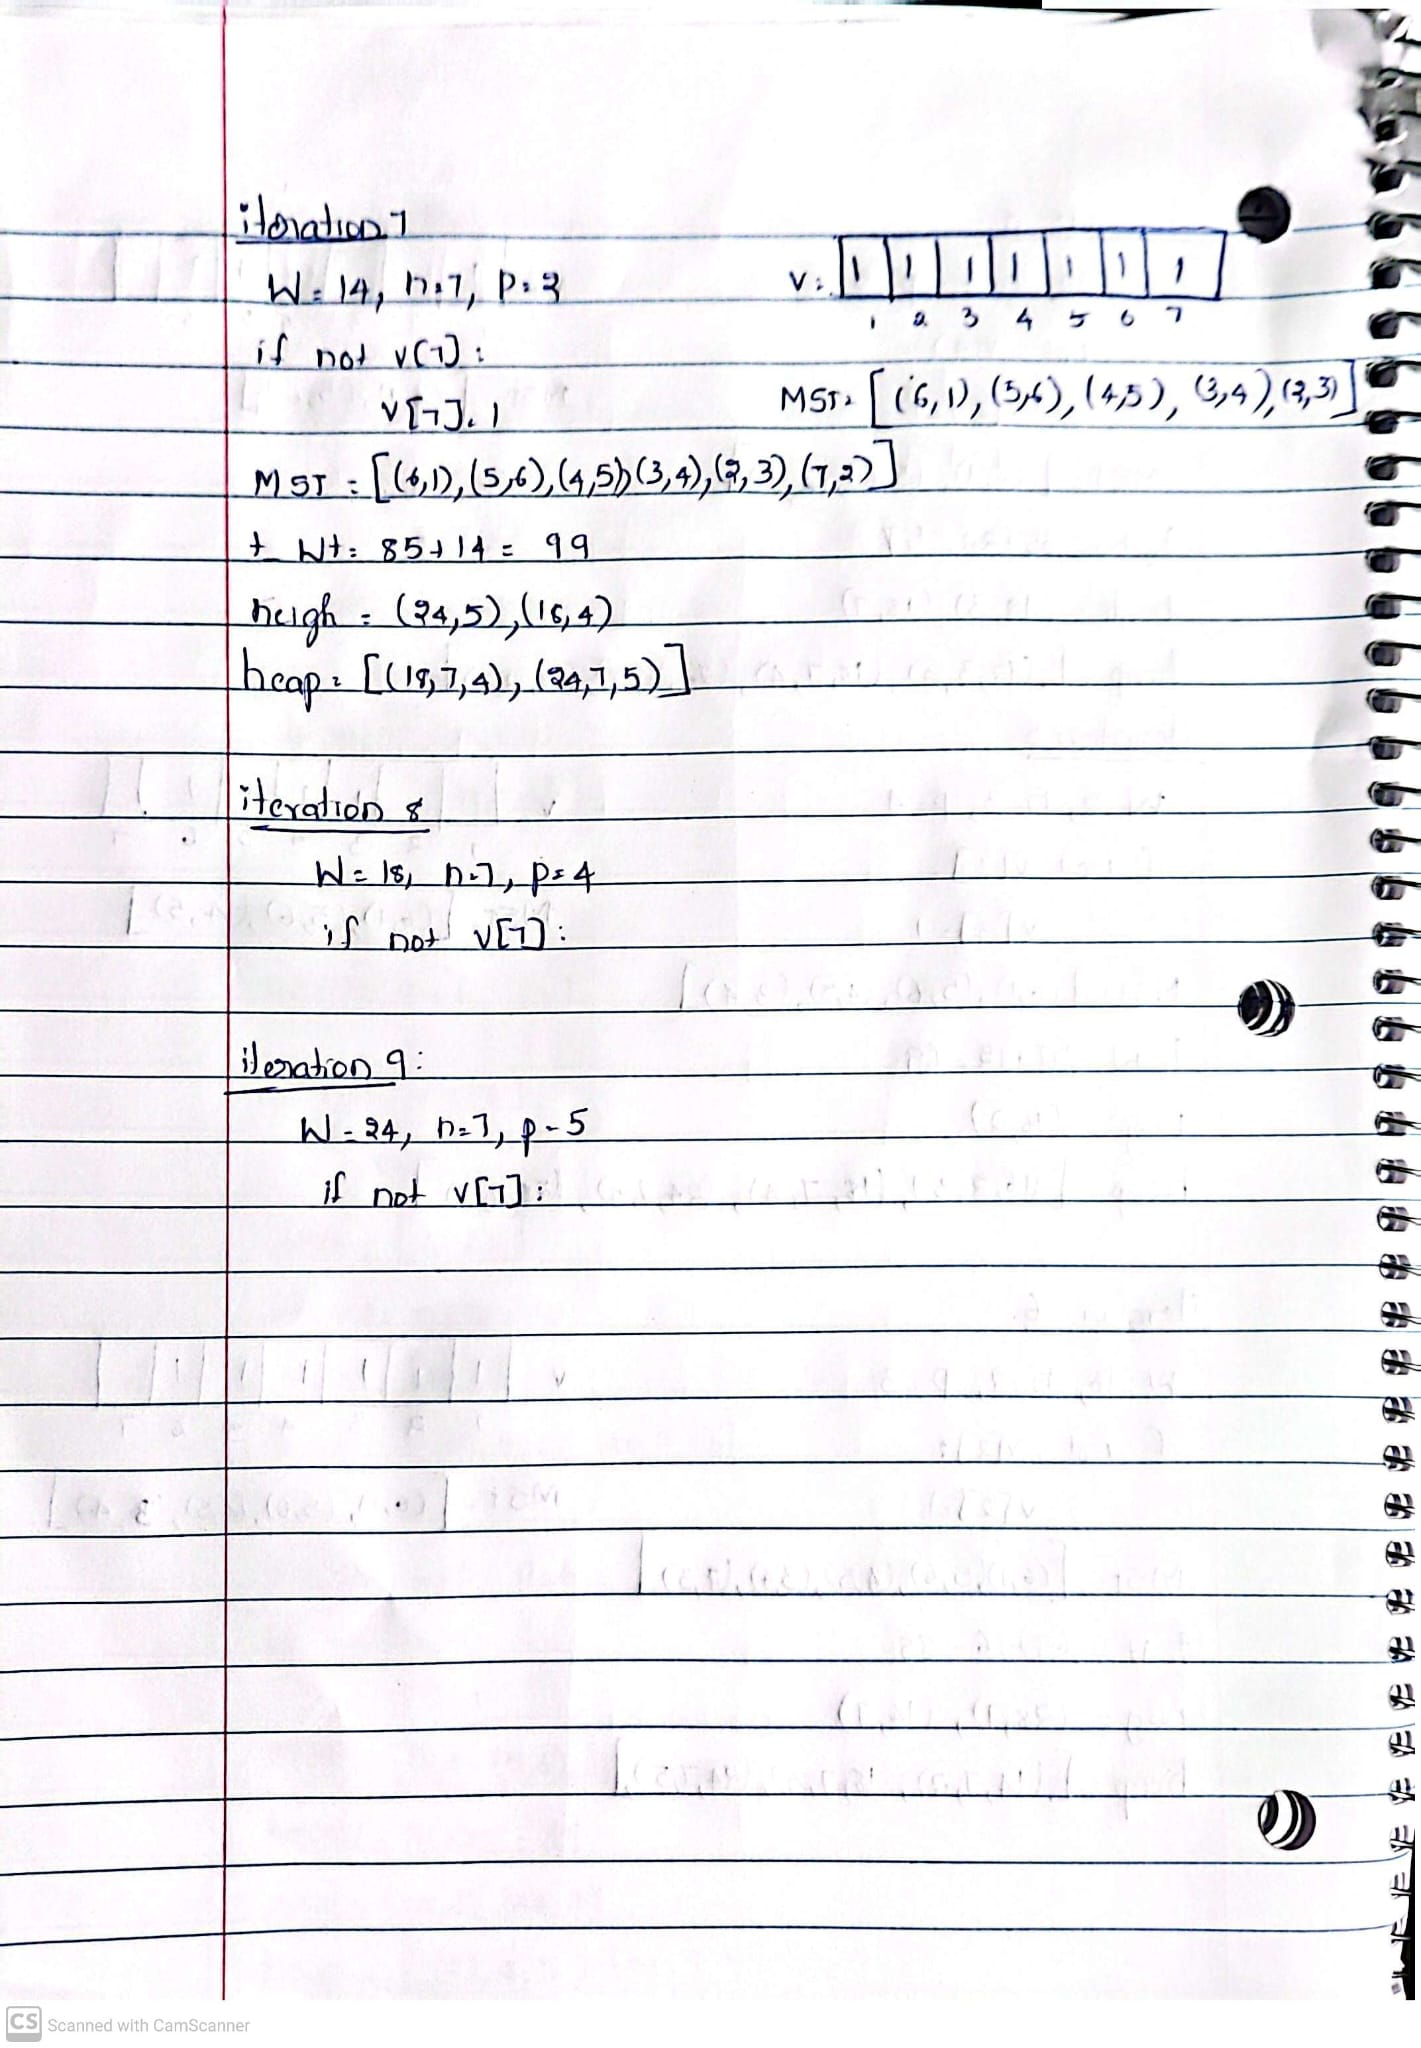 iteration 7
W = 14, n=7, p=2
V:
1 1 1 1 1 1 1
1 2 3 4 5 6 7
if not v[7]:
v[7]=1
MST= [(6,1), (5,6), (4,5), (3,4), (2,3)]
MST = [(6,1), (5,6), (4,5), (3,4), (2,3), (7,2)]
t_wt= 85+14 = 99
neigh = (24,5), (18,4)
heap= [(18,7,4), (24,7,5)]
iteration 8
W = 18, n=7, p= 4
if not v[7]:
iteration 9:
W = 24, n=7, p=5
if not v[7]:
CS Scanned with CamScanner